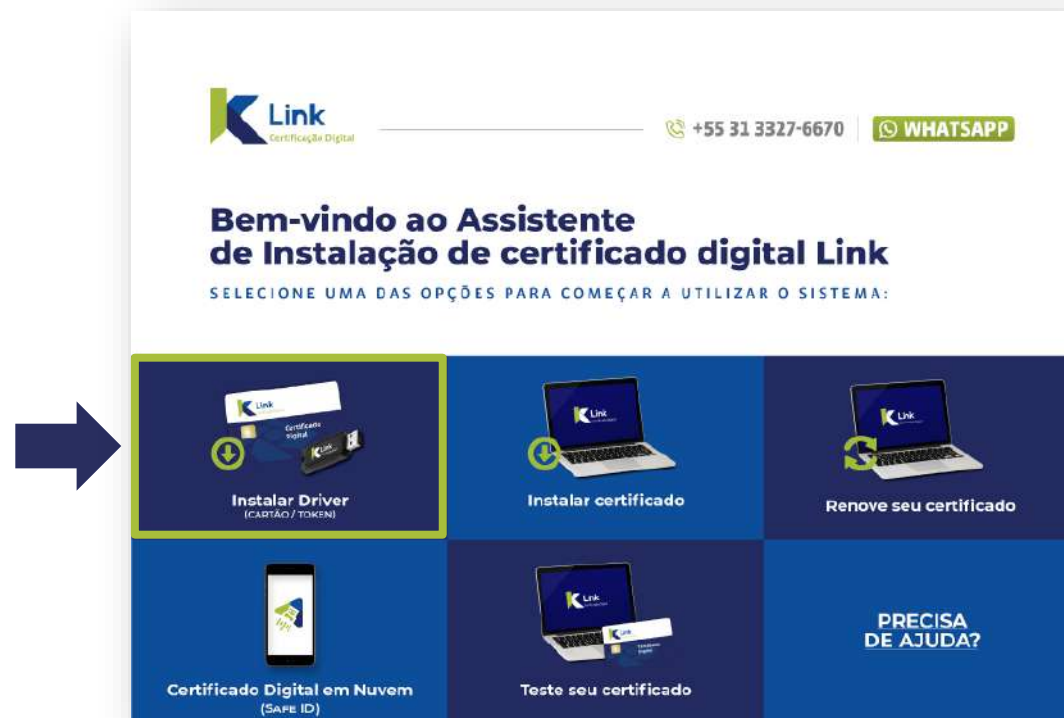 Link
Certificação Digital
+55 31 3327-6670
WHATSAPP
Bem-vindo ao Assistente
de Instalação de certificado digital Link
SELECIONE UMA DAS OPÇÕES PARA COMEÇAR A UTILIZAR O SISTEMA:
Link
Certificado
Digital
Link
Instalar Driver
(CARTÃO / TOKEN)
Link
Instalar certificado
Link
Renove seu certificado
Certificado Digital em Nuvem
(SAFE ID)
Link
Link
Certificado
Digital
Teste seu certificado
PRECISA
DE AJUDA?